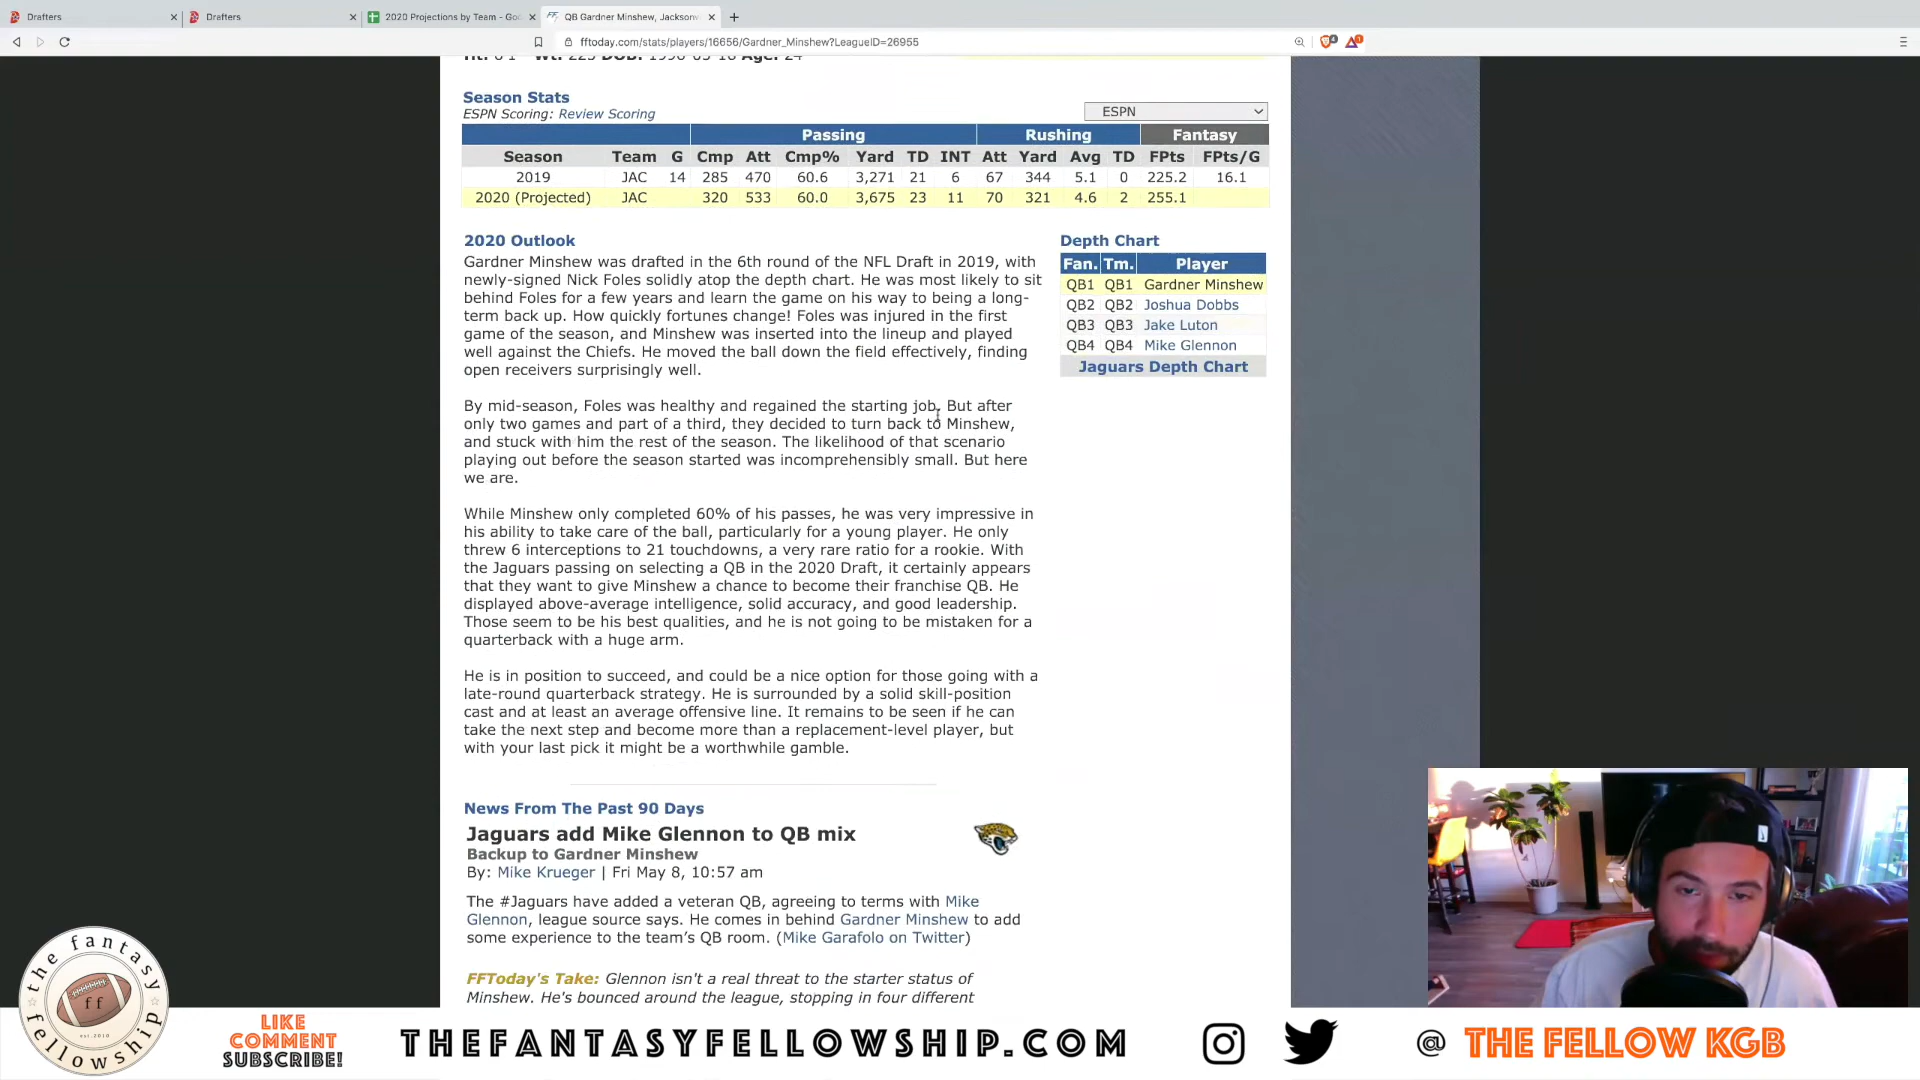 Drafters
Drafters
2020 Projections by Team - Goo
QB Gardner Minshew, Jacksonv
fftoday.com/stats/players/16656/Gardner_Minshew?LeagueID=26955
Season Stats
ESPN Scoring: Review Scoring
ESPN
Passing Rushing Fantasy
Season Team G Cmp Att Cmp% Yard TD INT Att Yard Avg TD FPts FPts/G
2019 JAC 14 285 470 60.6 3,271 21 6 67 344 5.1 0 225.2 16.1
2020 (Projected) JAC 320 533 60.0 3,675 23 11 70 321 4.6 2 255.1
2020 Outlook
Gardner Minshew was drafted in the 6th round of the NFL Draft in 2019, with
newly-signed Nick Foles solidly atop the depth chart. He was most likely to sit
behind Foles for a few years and learn the game on his way to being a long-
term back up. How quickly fortunes change! Foles was injured in the first
game of the season, and Minshew was inserted into the lineup and played
well against the Chiefs. He moved the ball down the field effectively, finding
open receivers surprisingly well.
By mid-season, Foles was healthy and regained the starting job. But after
only two games and part of a third, they decided to turn back to Minshew,
and stuck with him the rest of the season. The likelihood of that scenario
playing out before the season started was incomprehensibly small. But here
we are.
While Minshew only completed 60% of his passes, he was very impressive in
his ability to take care of the ball, particularly for a young player. He only
threw 6 interceptions to 21 touchdowns, a very rare ratio for a rookie. With
the Jaguars passing on selecting a QB in the 2020 Draft, it certainly appears
that they want to give Minshew a chance to become their franchise QB. He
displayed above-average intelligence, solid accuracy, and good leadership.
Those seem to be his best qualities, and he is not going to be mistaken for a
quarterback with a huge arm.
He is in position to succeed, and could be a nice option for those going with a
late-round quarterback strategy. He is surrounded by a solid skill-position
cast and at least an average offensive line. It remains to be seen if he can
take the next step and become more than a replacement-level player, but
with your last pick it might be a worthwhile gamble.
Depth Chart
Fan. Tm. Player
QB1 QB1 Gardner Minshew
QB2 QB2 Joshua Dobbs
QB3 QB3 Jake Luton
QB4 QB4 Mike Glennon
Jaguars Depth Chart
News From The Past 90 Days
Jaguars add Mike Glennon to QB mix
Backup to Gardner Minshew
By: Mike Krueger | Fri May 8, 10:57 am
The #Jaguars have added a veteran QB, agreeing to terms with Mike
Glennon, league source says. He comes in behind Gardner Minshew to add
some experience to the team's QB room. (Mike Garafolo on Twitter)
FFToday's Take: Glennon isn't a real threat to the starter status of
Minshew. He's bounced around the league, stopping in four different
the fantasy
ff
est.2010
fellowship
LIKE
COMMENT
SUBSCRIBE!
THEFANTASYFELLOWSHIP.COM
@ THE FELLOW KGB